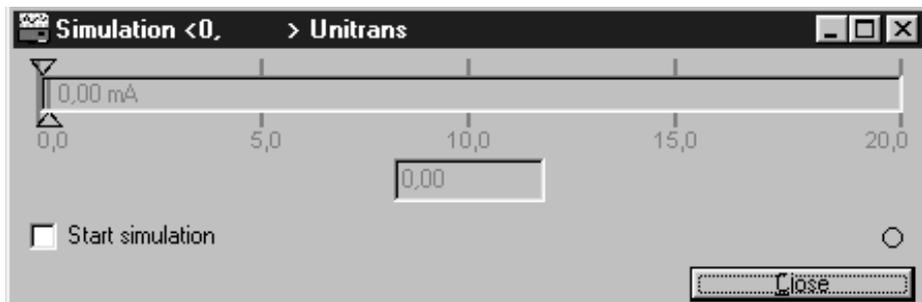 Simulation <0, > Unitrans
0,00 mA
0,0 5,0 10,0 15,0 20,0
0,00
Start simulation
Close